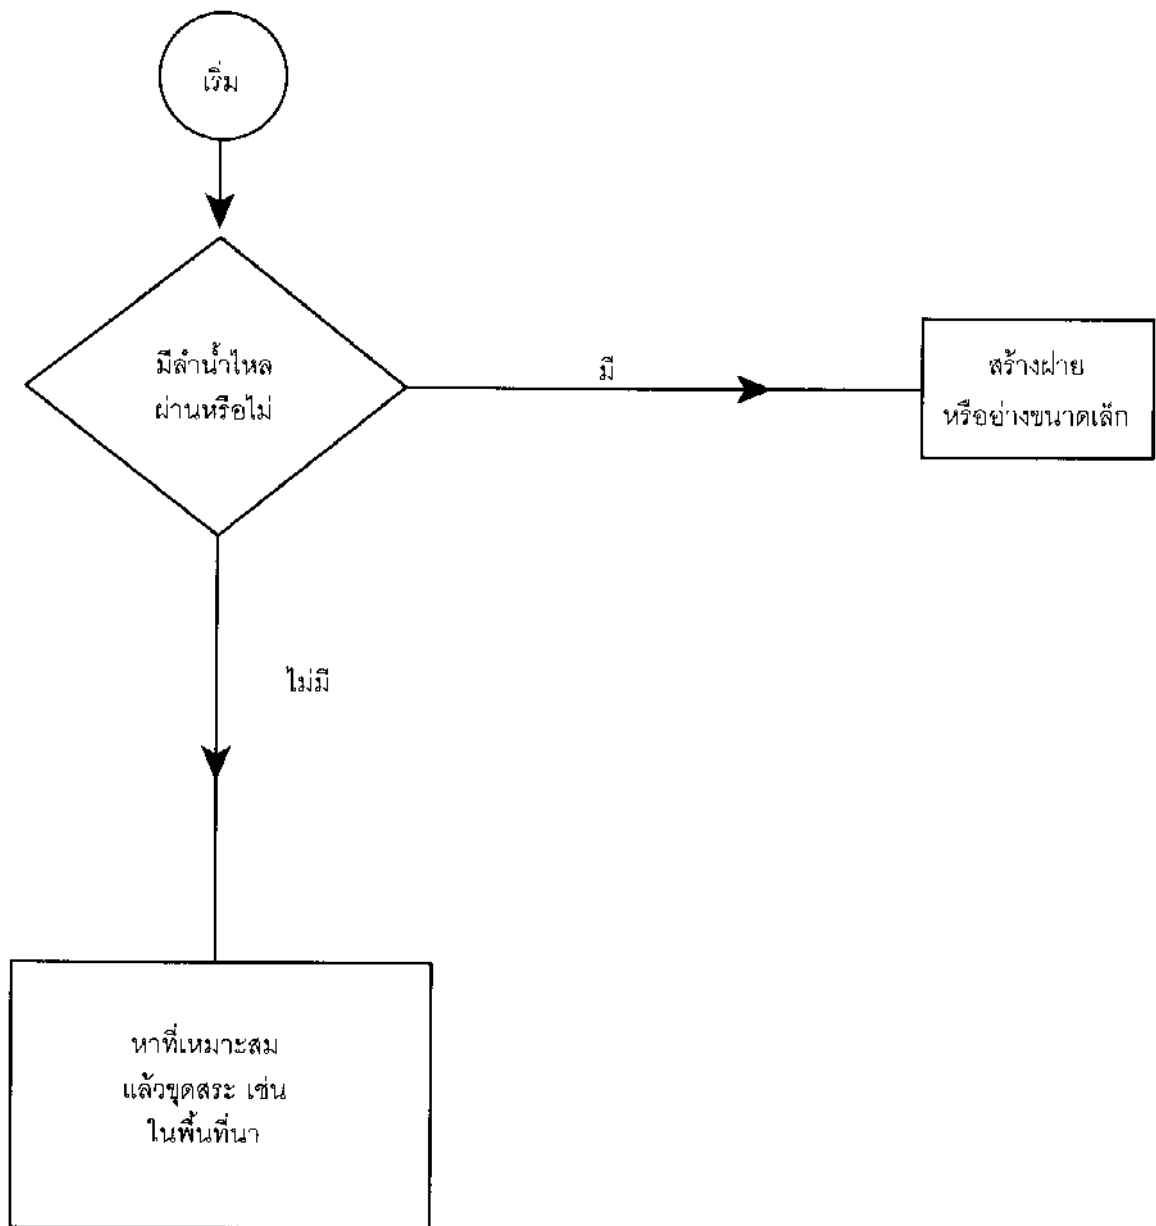 เริ่ม
มีลำน้ำไหล
ผ่านหรือไม่
มี
สร้างฝาย
หรืออ่างขนาดเล็ก
ไม่มี
หาที่เหมาะสม
แล้วขุดสระ เช่น
ในพื้นที่นา